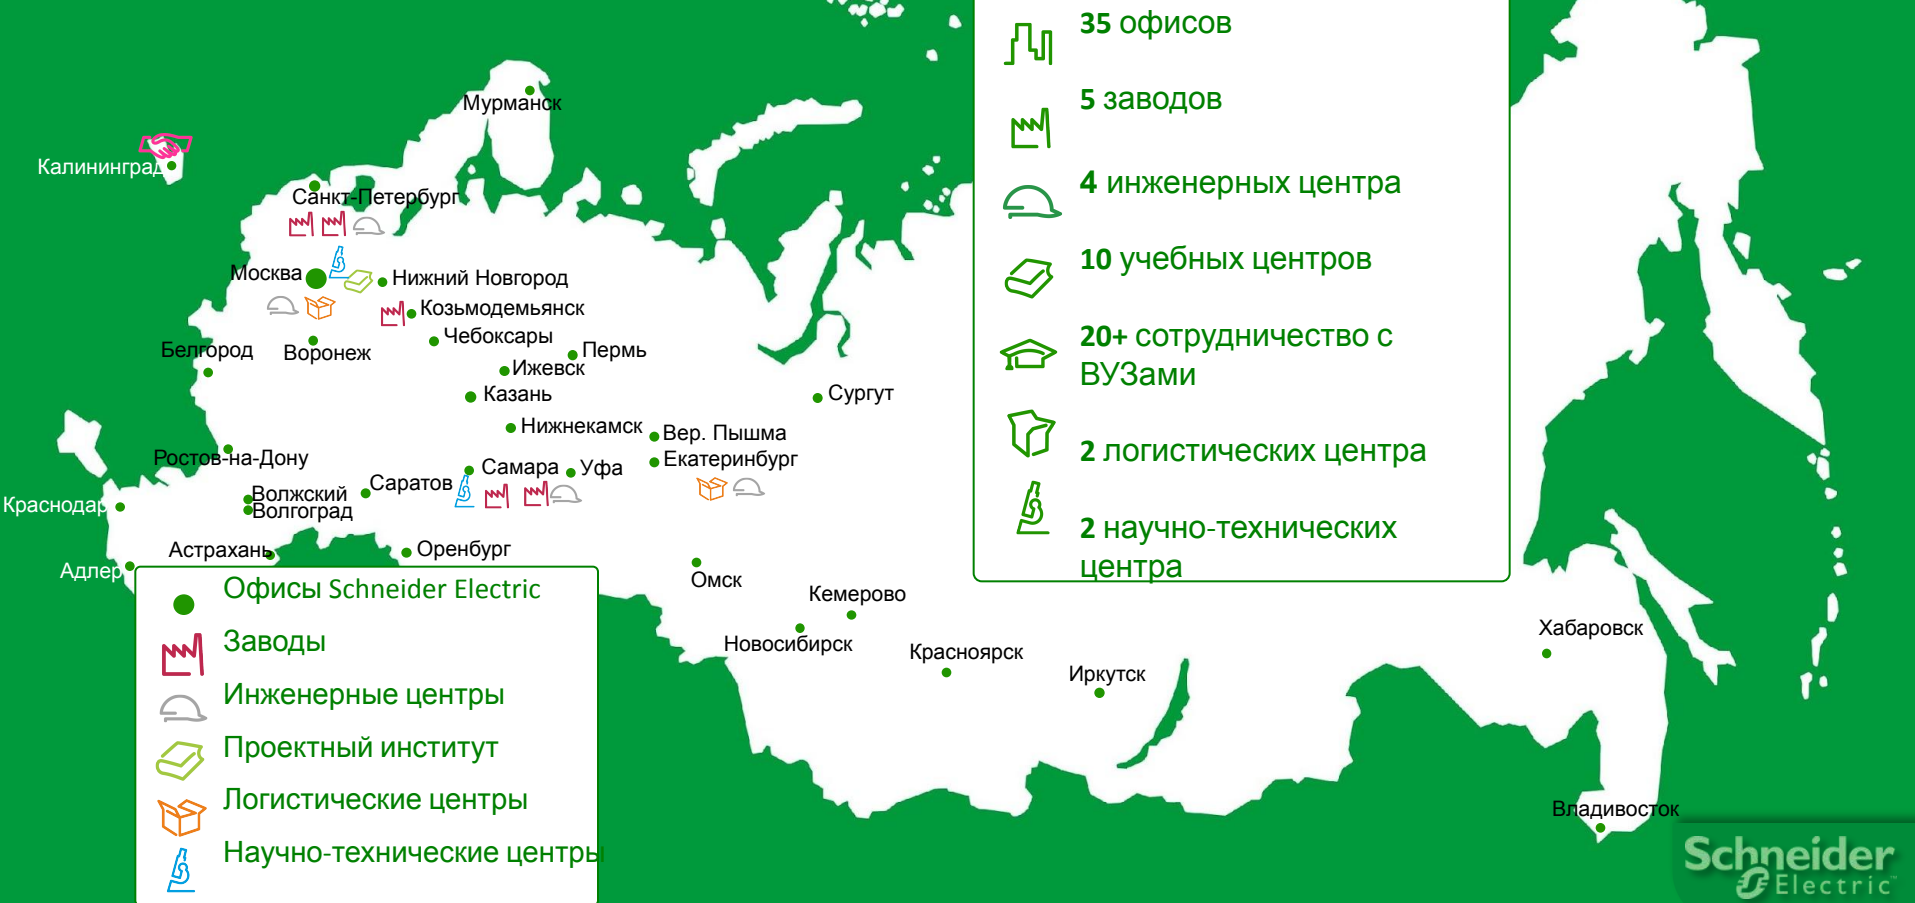 35 офисов
5 заводов
4 инженерных центра
10 учебных центров
20+ сотрудничество с
ВУЗами
2 логистических центра
2 научно-технических
центра
Мурманск
Калининград
Санкт-Петербург
Москва
Нижний Новгород
Козьмодемьянск
Чебоксары
Белгород
Воронеж
Пермь
Ижевск
Казань
Сургут
Нижнекамск
Вер. Пышма
Ростов-на-Дону
Самара
Уфа
Екатеринбург
Саратов
Волжский
Волгоград
Краснодар
Астрахань
Оренбург
Адлер
Омск
Кемерово
Новосибирск
Красноярск
Иркутск
Хабаровск
Владивосток
Офисы Schneider Electric
Заводы
Инженерные центры
Проектный институт
Логистические центры
Научно-технические центры
Schneider
Electric™